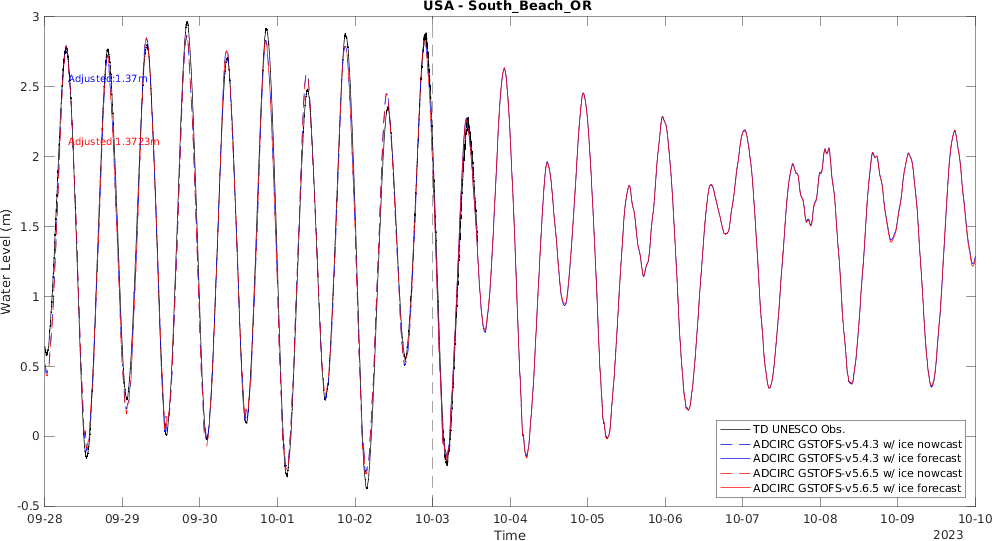 USA - South_Beach_OR
3
2.5
2
1.5
1
0.5
0
-0.5
Water Level (m)
Adjusted:1.37m
Adjusted:1.3723m
TD UNESCO Obs.
ADCIRC GSTOFS-v5.4.3 w/ ice nowcast
ADCIRC GSTOFS-v5.4.3 w/ ice forecast
ADCIRC GSTOFS-v5.6.5 w/ ice nowcast
ADCIRC GSTOFS-v5.6.5 w/ ice forecast
09-28 09-29 09-30 10-01 10-02 10-03 10-04 10-05 10-06 10-07 10-08 10-09 10-10
Time
2023